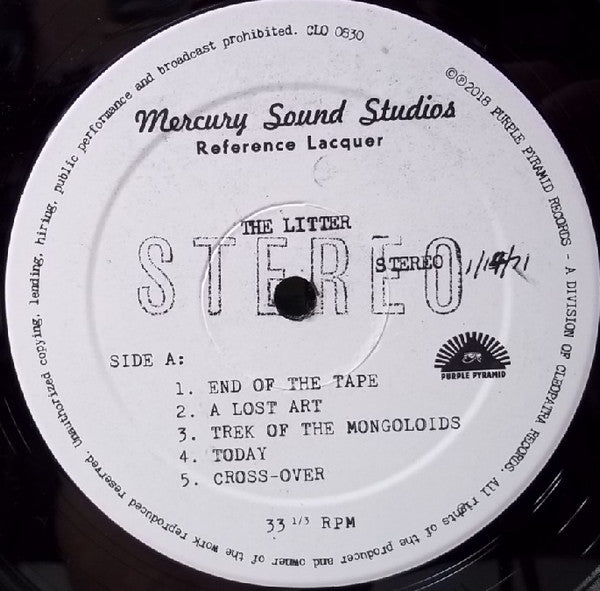 Unauthorized copying, lending, hiring, public performance and broadcast prohibited. CLO 0830
©℗2018 PURPLE PYRAMID RECORDS - A DIVISION OF CLEOPATRA RECORDS. All rights of the producer and owner of the work reproduced reserved.
Mercury Sound Studios
Reference Lacquer
THE LITTER
STEREO
STEREO 1/14/71
PURPLE PYRAMID
SIDE A:
1. END OF THE TAPE
2. A LOST ART
3. TREK OF THE MONGOLOIDS
4. TODAY
5. CROSS-OVER
33 1/3 RPM